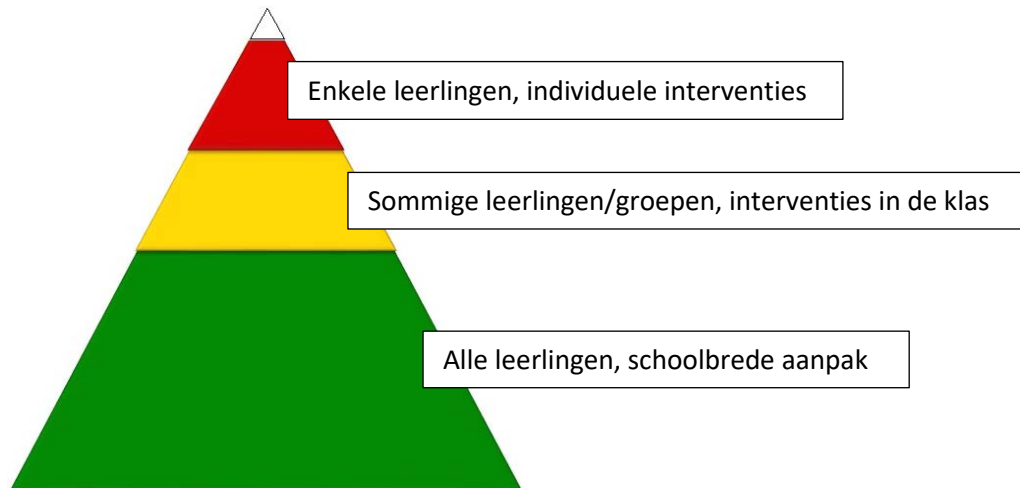 Enkele leerlingen, individuele interventies
Sommige leerlingen/groepen, interventies in de klas
Alle leerlingen, schoolbrede aanpak